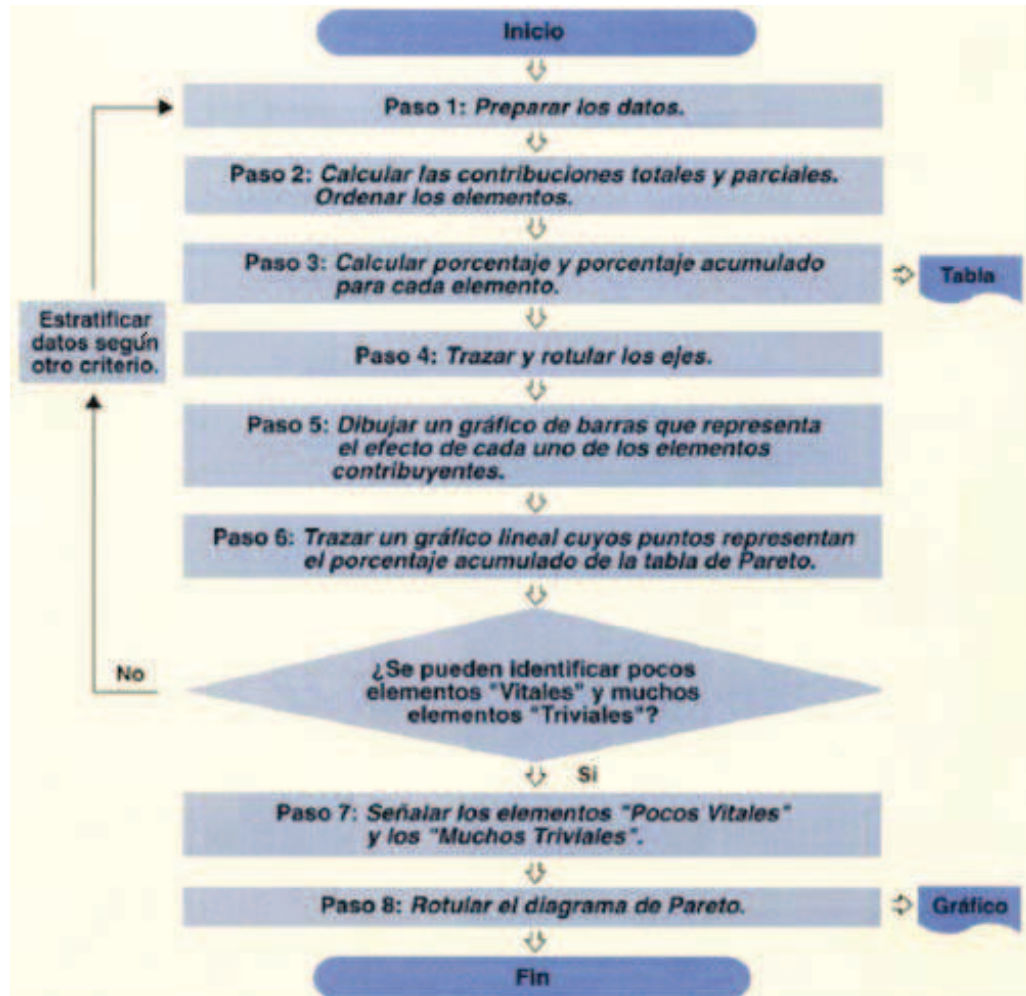 Inicio
Paso 1: Preparar los datos.
Paso 2: Calcular las contribuciones totales y parciales.
Ordenar los elementos.
Paso 3: Calcular porcentaje y porcentaje acumulado
para cada elemento.
Tabla
Estratificar
datos según
otro criterio.
Paso 4: Trazar y rotular los ejes.
Paso 5: Dibujar un gráfico de barras que representa
el efecto de cada uno de los elementos
contribuyentes.
Paso 6: Trazar un gráfico lineal cuyos puntos representan
el porcentaje acumulado de la tabla de Pareto.
¿Se pueden identificar pocos
elementos "Vitales" y muchos
elementos "Triviales"?
No
Si
Paso 7: Señalar los elementos "Pocos Vitales"
y los "Muchos Triviales".
Paso 8: Rotular el diagrama de Pareto.
Gráfico
Fin